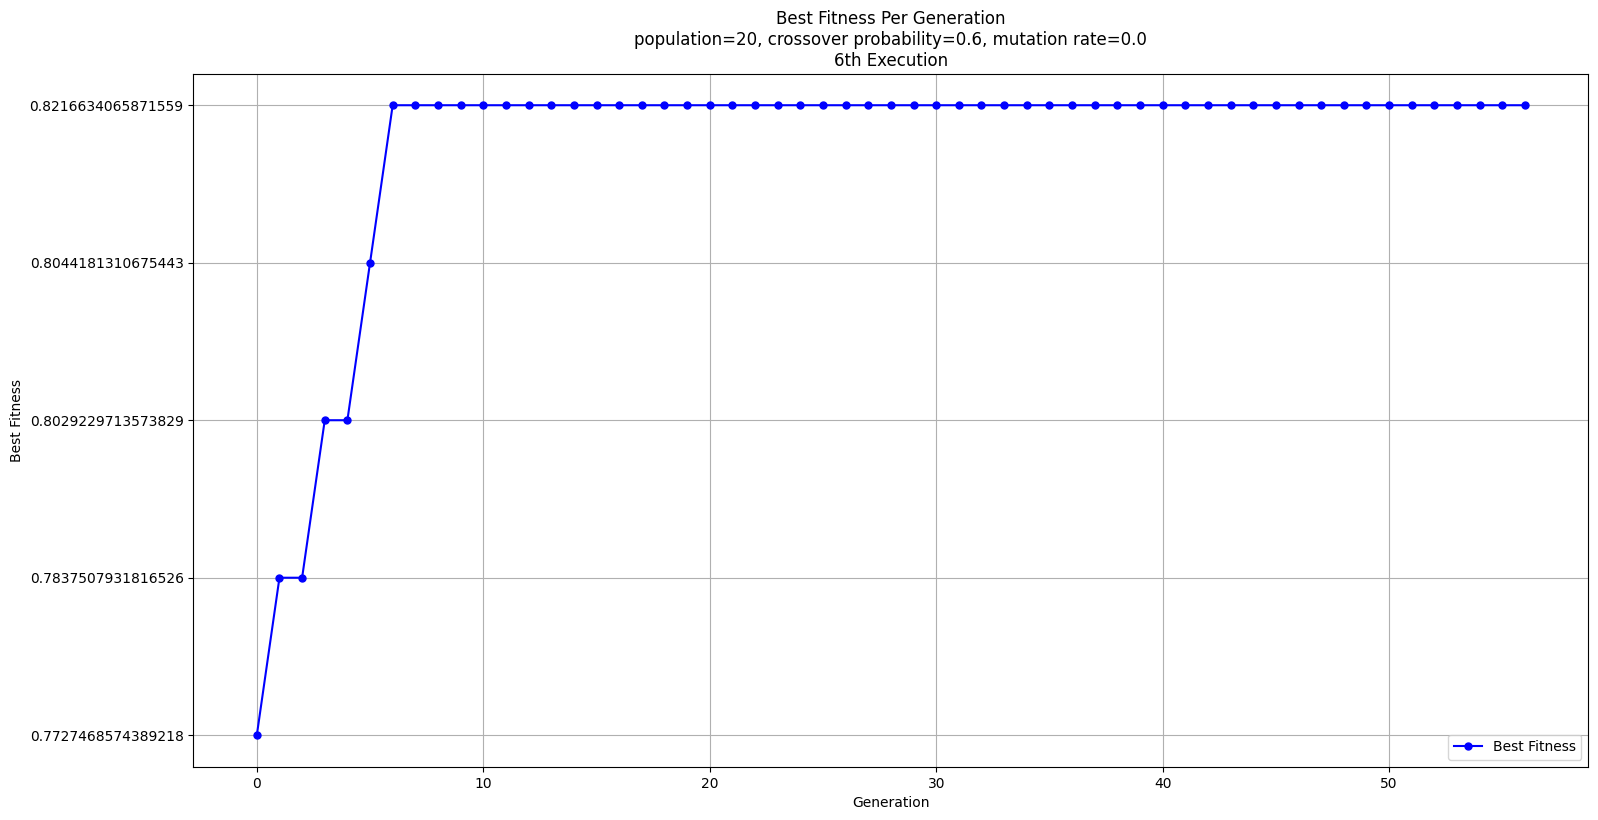 Best Fitness Per Generation
population=20, crossover probability=0.6, mutation rate=0.0
6th Execution
0.8216634065871559
0.8044181310675443
0.8029229713573829
0.7837507931816526
0.7727468574389218
Best Fitness
Best Fitness
0 10 20 30 40 50
Generation